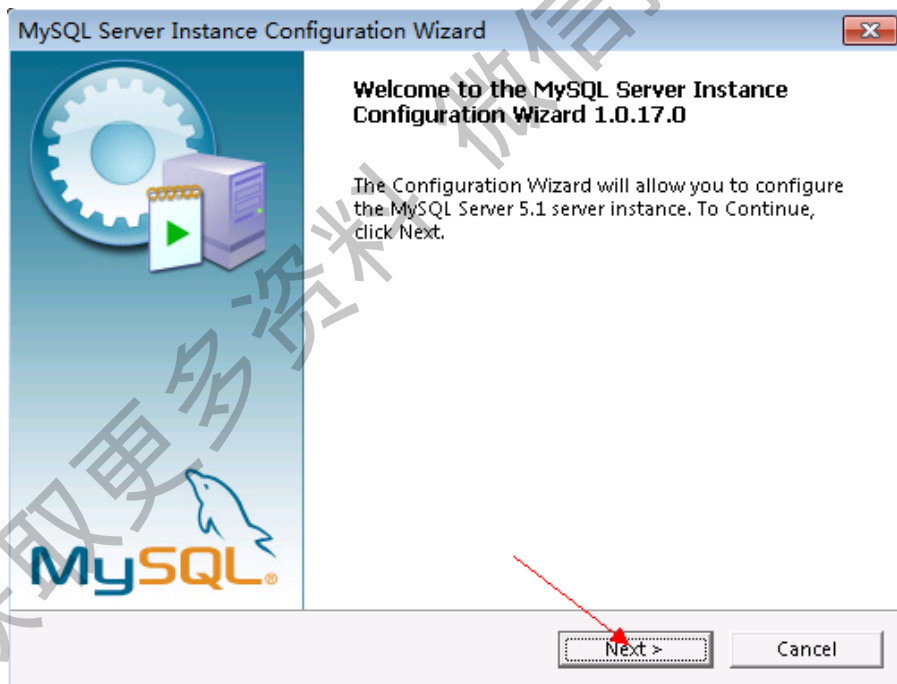 MySQL Server Instance Configuration Wizard
Welcome to the MySQL Server Instance
Configuration Wizard 1.0.17.0
The Configuration Wizard will allow you to configure
the MySQL Server 5.1 server instance. To Continue,
click Next.
MySQL®
Next >
Cancel
获取更多资料 微信